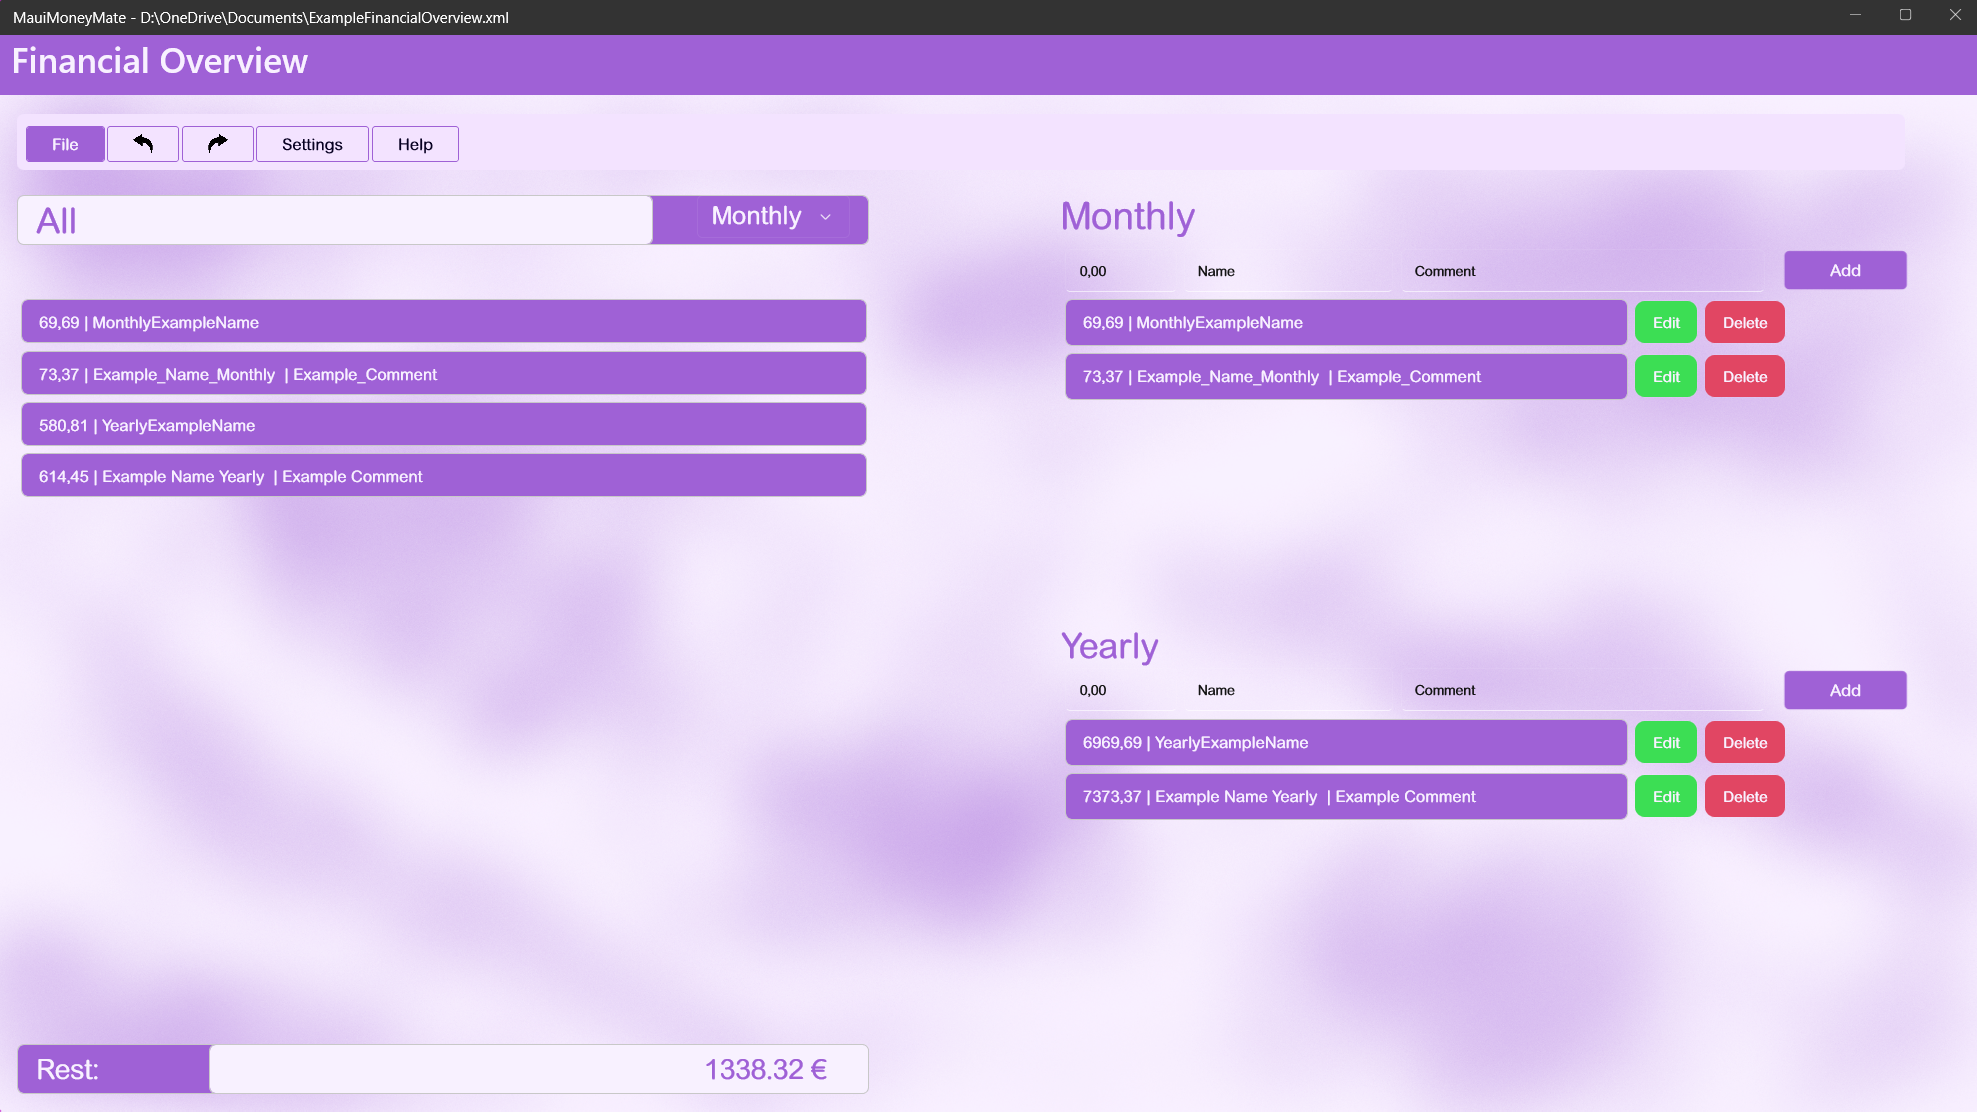 MauiMoneyMate - D:\OneDrive\Documents\ExampleFinancialOverview.xml
Financial Overview
File Settings Help
All Monthly
69,69 | MonthlyExampleName
73,37 | Example_Name_Monthly | Example_Comment
580,81 | YearlyExampleName
614,45 | Example Name Yearly | Example Comment
Rest: 1338.32 €
Monthly
0,00 Name Comment Add
69,69 | MonthlyExampleName Edit Delete
73,37 | Example_Name_Monthly | Example_Comment Edit Delete
Yearly
0,00 Name Comment Add
6969,69 | YearlyExampleName Edit Delete
7373,37 | Example Name Yearly | Example Comment Edit Delete